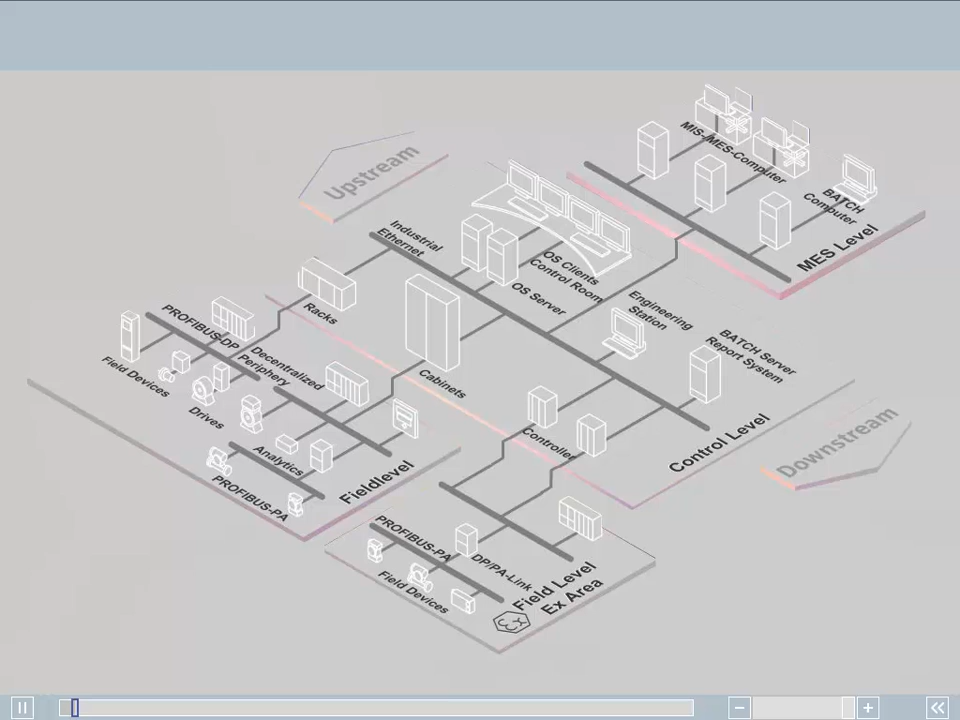 MIS-/MES-Computer
BATCH
Computer
MES Level
Upstream
Industrial
Ethernet
OS Clients
Control Room
OS Server
Engineering
Station
BATCH Server
Report System
Racks
Cabinets
Controller
Control Level
Downstream
PROFIBUS-DP
Decentralized
Periphery
Field Devices
Drives
Analytics
PROFIBUS-PA
Fieldlevel
PROFIBUS-PA
DP/PA-Link
Field Devices
Field Level
Ex Area
εx